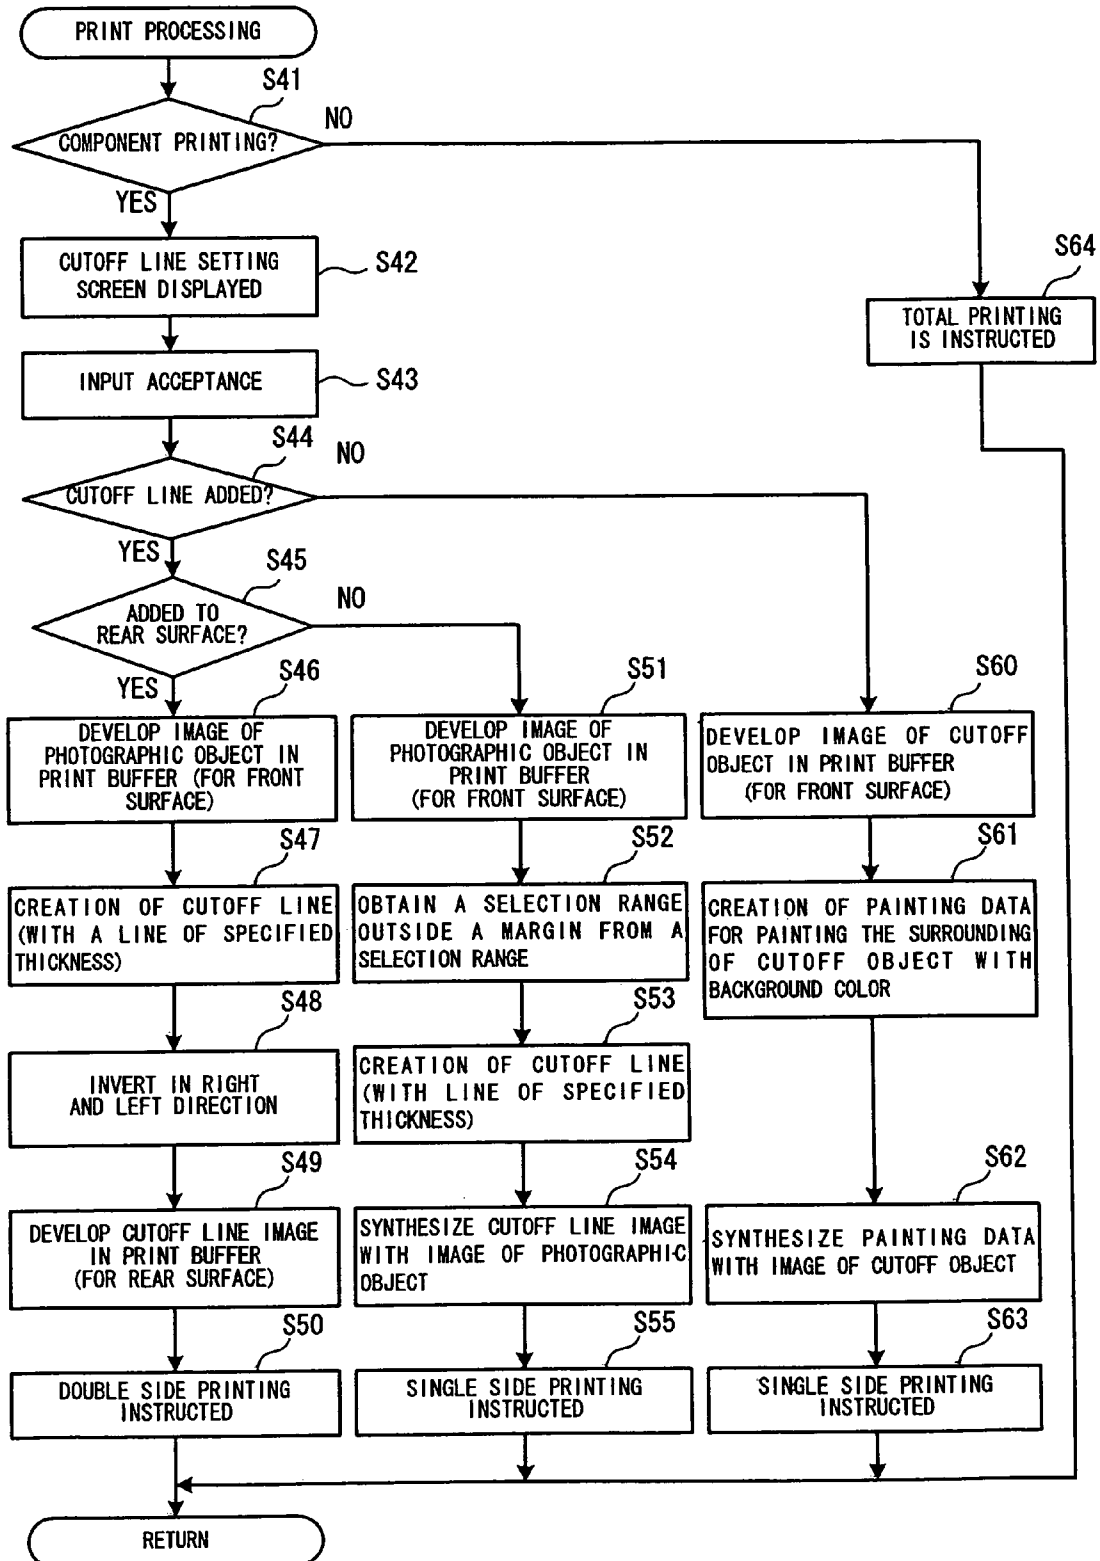 PRINT PROCESSING
S41
COMPONENT PRINTING?
NO
YES
CUTOFF LINE SETTING
SCREEN DISPLAYED
S42
S64
TOTAL PRINTING
IS INSTRUCTED
INPUT ACCEPTANCE
S43
S44
CUTOFF LINE ADDED?
NO
YES
S45
ADDED TO
REAR SURFACE?
NO
YES
S46
DEVELOP IMAGE OF
PHOTOGRAPHIC OBJECT IN
PRINT BUFFER (FOR FRONT
SURFACE)
S47
CREATION OF CUTOFF LINE
(WITH A LINE OF SPECIFIED
THICKNESS)
S48
INVERT IN RIGHT
AND LEFT DIRECTION
S49
DEVELOP CUTOFF LINE IMAGE
IN PRINT BUFFER
(FOR REAR SURFACE)
S50
DOUBLE SIDE PRINTING
INSTRUCTED
S51
DEVELOP IMAGE OF
PHOTOGRAPHIC OBJECT IN
PRINT BUFFER
(FOR FRONT SURFACE)
S52
OBTAIN A SELECTION RANGE
OUTSIDE A MARGIN FROM A
SELECTION RANGE
S53
CREATION OF CUTOFF LINE
(WITH LINE OF SPECIFIED
THICKNESS)
S54
SYNTHESIZE CUTOFF LINE IMAGE
WITH IMAGE OF PHOTOGRAPHIC
OBJECT
S55
SINGLE SIDE PRINTING
INSTRUCTED
S60
DEVELOP IMAGE OF CUTOFF
OBJECT IN PRINT BUFFER
(FOR FRONT SURFACE)
S61
CREATION OF PAINTING DATA
FOR PAINTING THE SURROUNDING
OF CUTOFF OBJECT WITH
BACKGROUND COLOR
S62
SYNTHESIZE PAINTING DATA
WITH IMAGE OF CUTOFF OBJECT
S63
SINGLE SIDE PRINTING
INSTRUCTED
RETURN